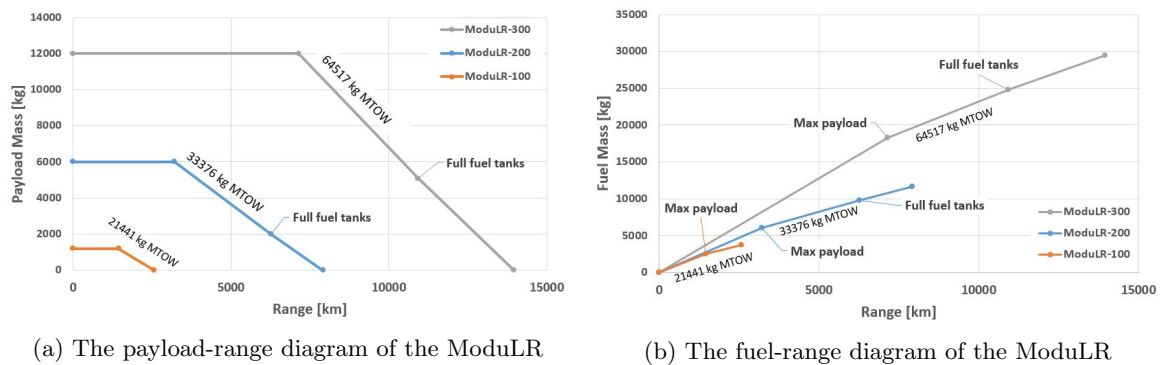 14000
12000
10000
8000
6000
4000
2000
0
Payload Mass [kg]
ModuLR-300
ModuLR-200
ModuLR-100
64517 kg MTOW
Full fuel tanks
33376 kg MTOW
Full fuel tanks
21441 kg MTOW
0
5000
10000
15000
Range [km]
(a) The payload-range diagram of the ModuLR
35000
30000
25000
20000
15000
10000
5000
0
Fuel Mass [kg]
Full fuel tanks
Max payload
64517 kg MTOW
Max payload
33376 kg MTOW
Full fuel tanks
Max payload
21441 kg MTOW
ModuLR-300
ModuLR-200
ModuLR-100
0
5000
10000
15000
Range [km]
(b) The fuel-range diagram of the ModuLR